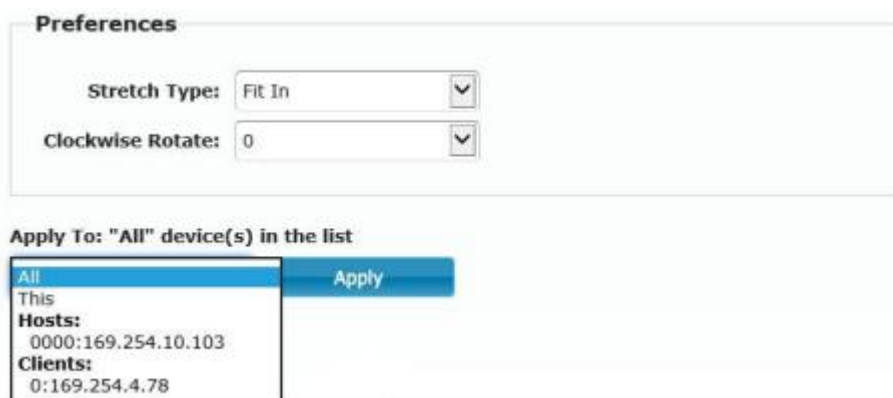 Preferences
Stretch Type: Fit In
Clockwise Rotate: 0
Apply To: "All" device(s) in the list
All Apply
This
Hosts:
0000:169.254.10.103
Clients:
0:169.254.4.78